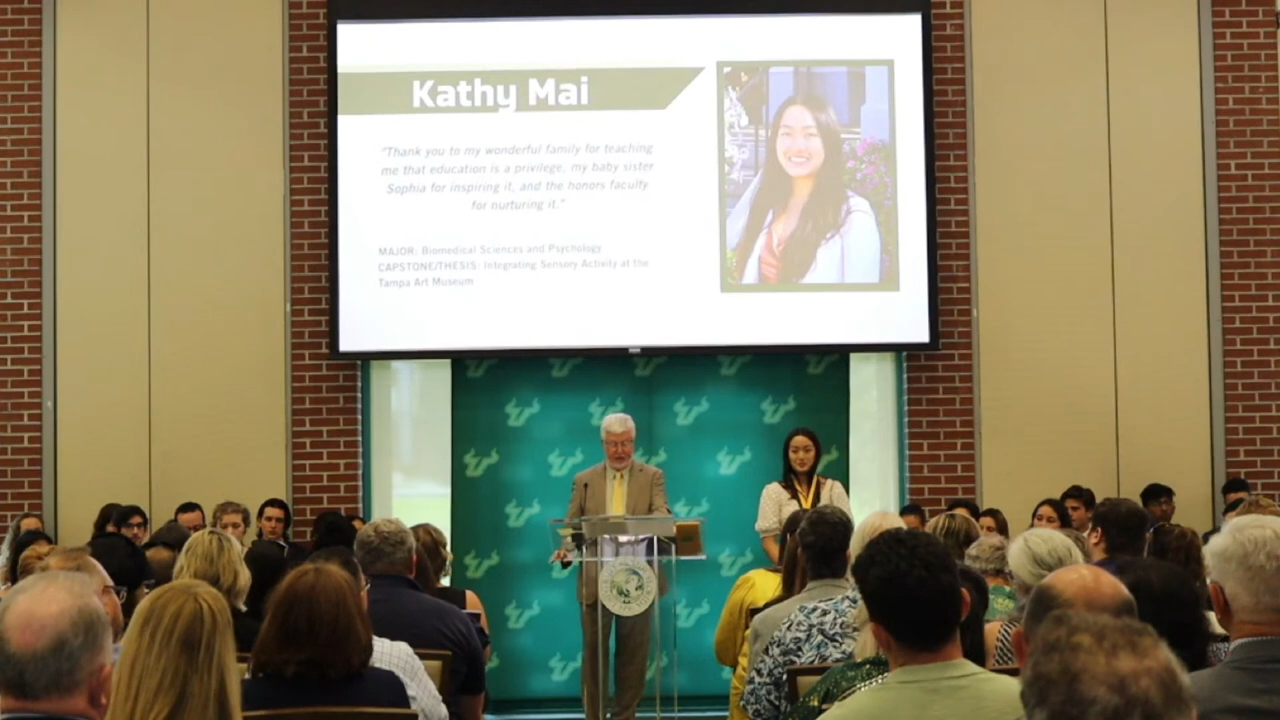 Kathy Mai
"Thank you to my wonderful family for teaching
me that education is a privilege, my baby sister
Sophia for inspiring it, and the honors faculty
for nurturing it."
MAJOR: Biomedical Sciences and Psychology
CAPSTONE/THESIS: Integrating Sensory Activity at the
Tampa Art Museum